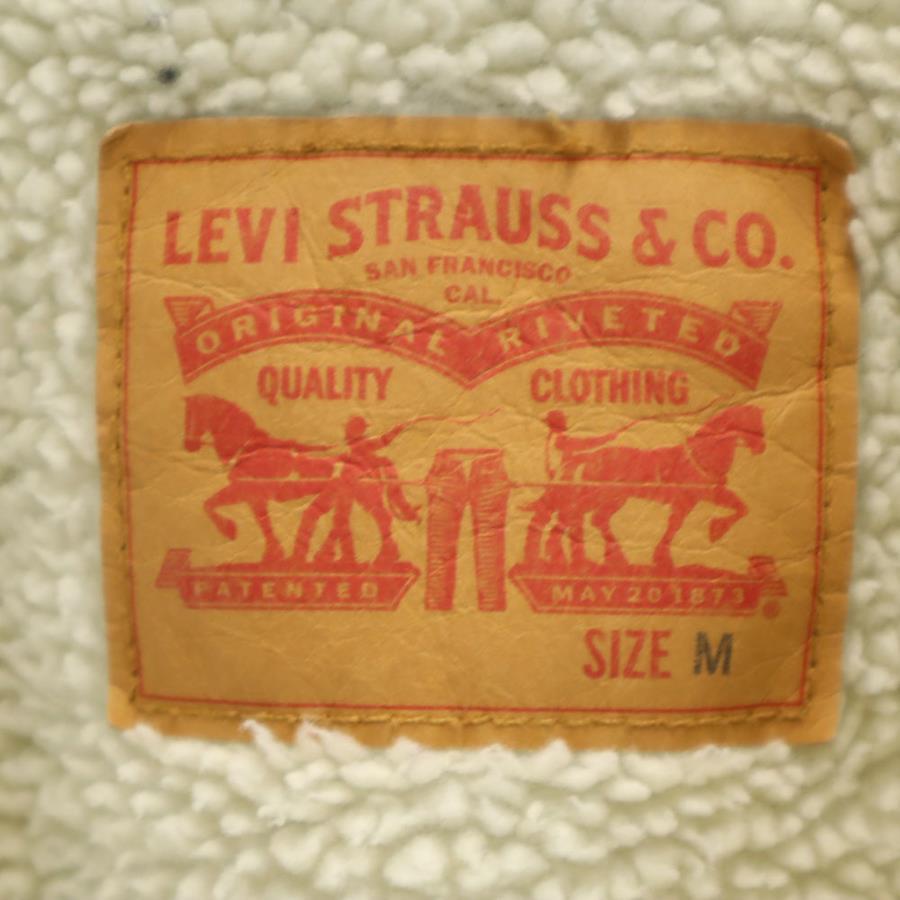 LEVI STRAUSS & CO.
SAN FRANCISCO
CAL.
ORIGINAL RIVETED
QUALITY CLOTHING
PATENTED MAY 20 1873
®
SIZE M